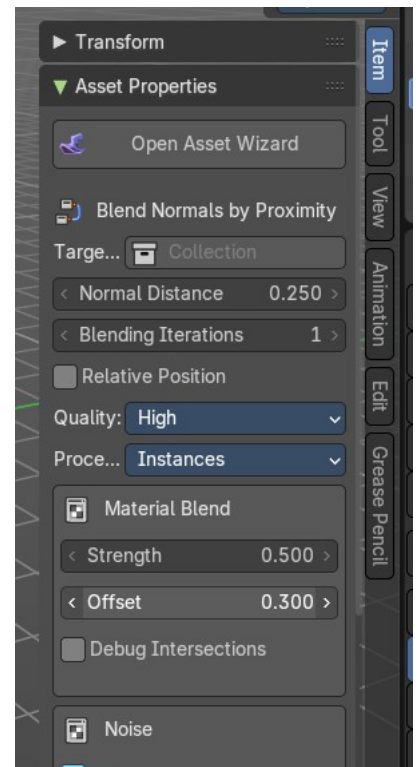 Transform
Asset Properties
Open Asset Wizard
Blend Normals by Proximity
Targe... Collection
Normal Distance 0.250
Blending Iterations 1
Relative Position
Quality: High
Proce... Instances
Material Blend
Strength 0.500
Offset 0.300
Debug Intersections
Noise
Item
Tool
View
Animation
Edit
Grease Pencil